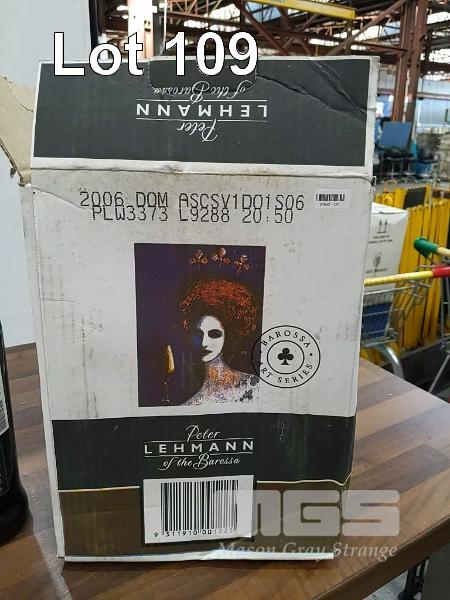 Lot 109
of the Barossa
LEHMANN
Peter
2006 DOM ASCSV1D01S06
PLW3373 L9288 20:50
BAROSSA
ART SERIES
Peter
LEHMANN
of the Barossa
MGS
Mason Gray Strange